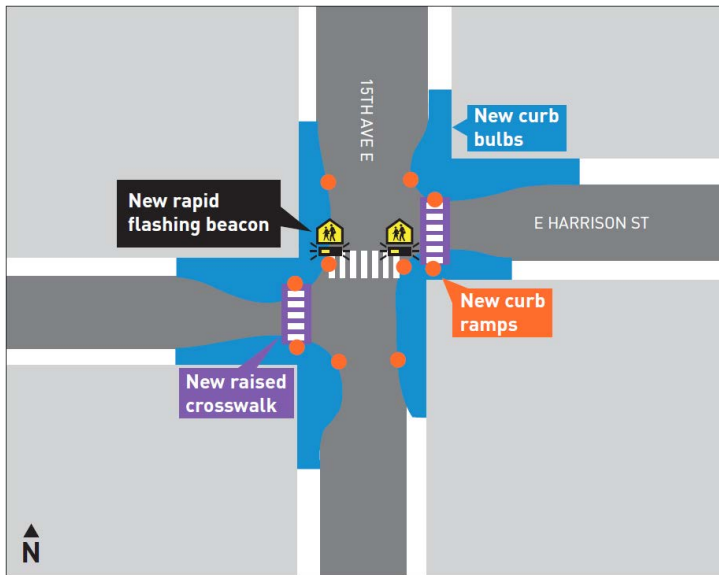 15TH AVE E
New curb
bulbs
New rapid
flashing beacon
E HARRISON ST
New curb
ramps
New raised
crosswalk
N